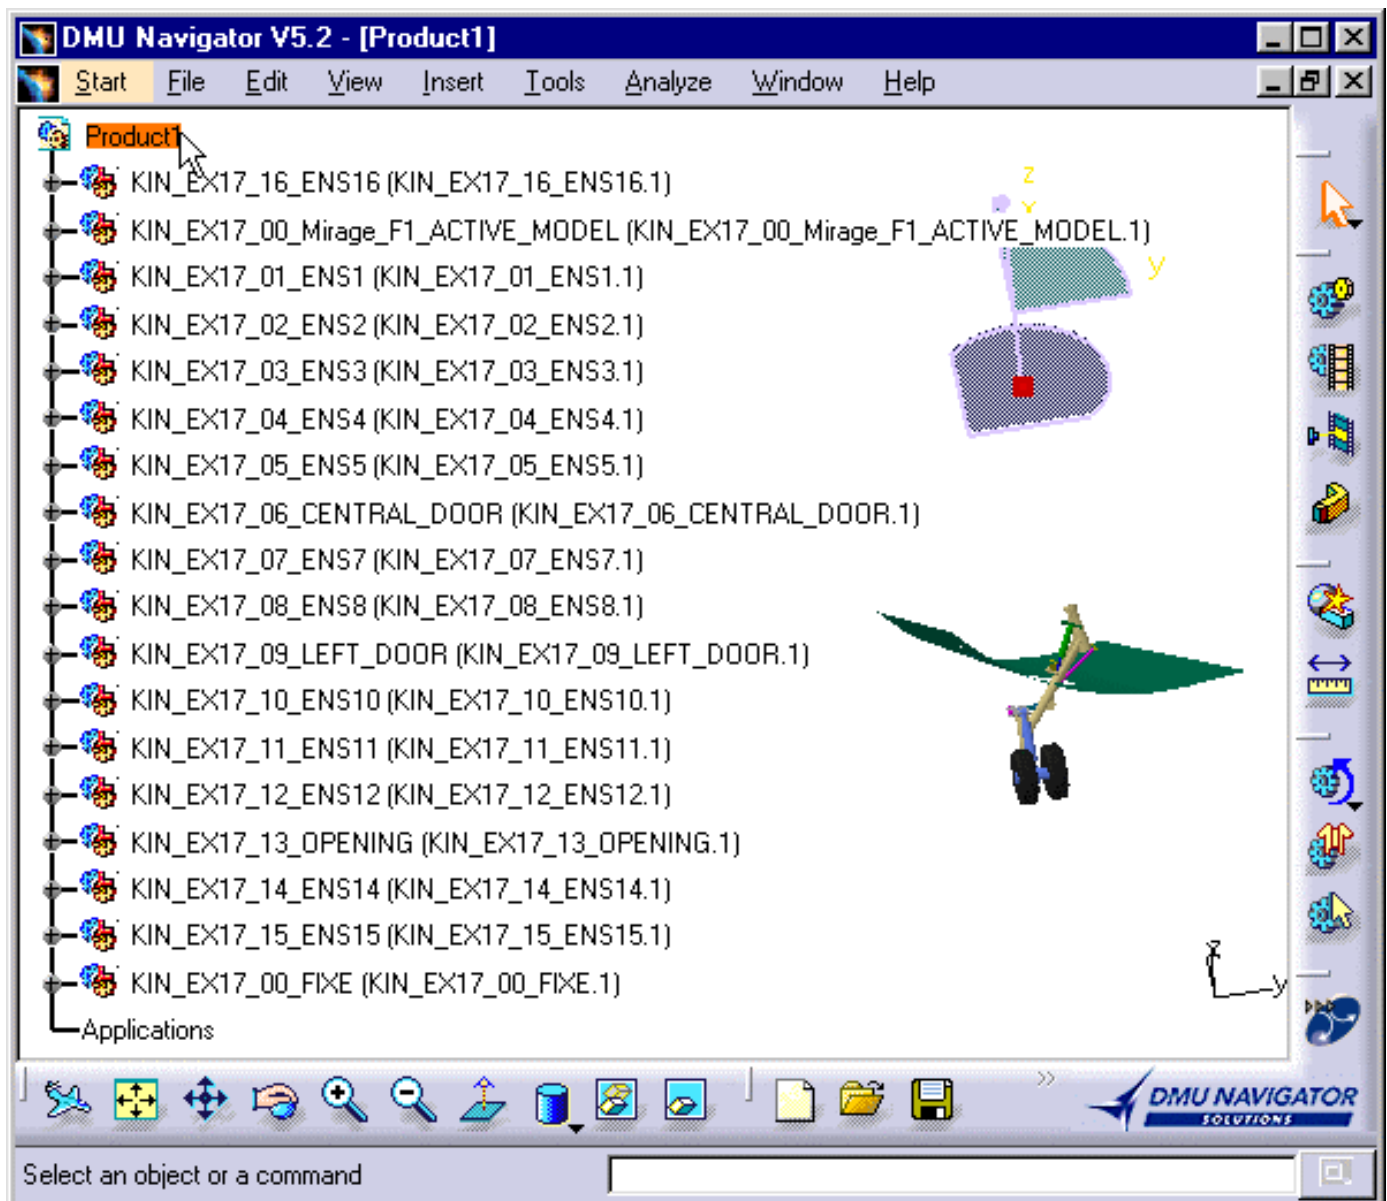 DMU Navigator V5.2 - [Product1]
Start File Edit View Insert Tools Analyze Window Help
Product1
KIN_EX17_16_ENS16 (KIN_EX17_16_ENS16.1)
KIN_EX17_00_Mirage_F1_ACTIVE_MODEL (KIN_EX17_00_Mirage_F1_ACTIVE_MODEL.1)
KIN_EX17_01_ENS1 (KIN_EX17_01_ENS1.1)
KIN_EX17_02_ENS2 (KIN_EX17_02_ENS2.1)
KIN_EX17_03_ENS3 (KIN_EX17_03_ENS3.1)
KIN_EX17_04_ENS4 (KIN_EX17_04_ENS4.1)
KIN_EX17_05_ENS5 (KIN_EX17_05_ENS5.1)
KIN_EX17_06_CENTRAL_DOOR (KIN_EX17_06_CENTRAL_DOOR.1)
KIN_EX17_07_ENS7 (KIN_EX17_07_ENS7.1)
KIN_EX17_08_ENS8 (KIN_EX17_08_ENS8.1)
KIN_EX17_09_LEFT_DOOR (KIN_EX17_09_LEFT_DOOR.1)
KIN_EX17_10_ENS10 (KIN_EX17_10_ENS10.1)
KIN_EX17_11_ENS11 (KIN_EX17_11_ENS11.1)
KIN_EX17_12_ENS12 (KIN_EX17_12_ENS12.1)
KIN_EX17_13_OPENING (KIN_EX17_13_OPENING.1)
KIN_EX17_14_ENS14 (KIN_EX17_14_ENS14.1)
KIN_EX17_15_ENS15 (KIN_EX17_15_ENS15.1)
KIN_EX17_00_FIXE (KIN_EX17_00_FIXE.1)
Applications
z
y
y
DMU NAVIGATOR
SOLUTIONS
Select an object or a command